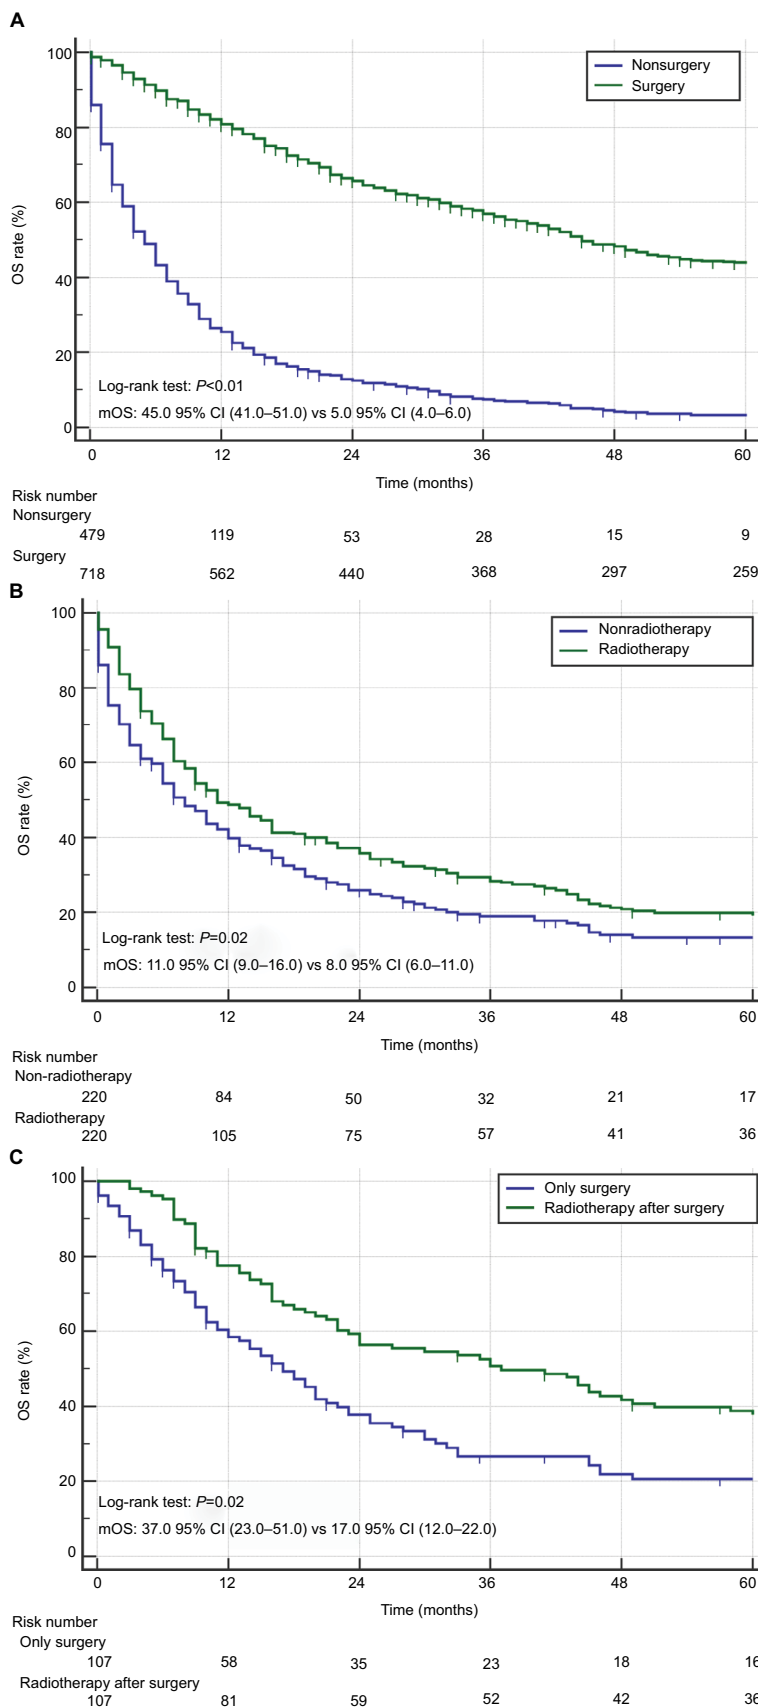 A
100
80
60
40
20
0
OS rate (%)
Nonsurgery
Surgery
Log-rank test: P<0.01
mOS: 45.0 95% CI (41.0–51.0) vs 5.0 95% CI (4.0–6.0)
0 12 24 36 48 60
Time (months)
Risk number
Nonsurgery
479 119 53 28 15 9
Surgery
718 562 440 368 297 259
B
100
80
60
40
20
0
OS rate (%)
Nonradiotherapy
Radiotherapy
Log-rank test: P=0.02
mOS: 11.0 95% CI (9.0–16.0) vs 8.0 95% CI (6.0–11.0)
0 12 24 36 48 60
Time (months)
Risk number
Non-radiotherapy
220 84 50 32 21 17
Radiotherapy
220 105 75 57 41 36
C
100
80
60
40
20
0
OS rate (%)
Only surgery
Radiotherapy after surgery
Log-rank test: P=0.02
mOS: 37.0 95% CI (23.0–51.0) vs 17.0 95% CI (12.0–22.0)
0 12 24 36 48 60
Time (months)
Risk number
Only surgery
107 58 35 23 18 16
Radiotherapy after surgery
107 81 59 52 42 36